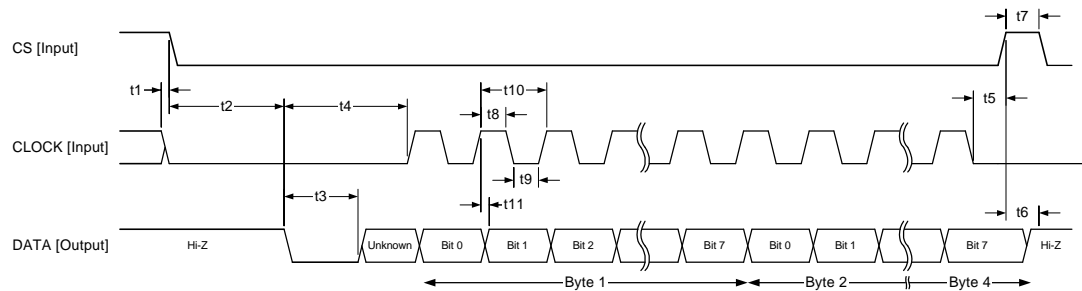 t7
CS [Input]
t1
t2
t4
t10
t8
t5
CLOCK [Input]
t9
t3
t11
t6
DATA [Output]
Hi-Z
Unknown
Bit 0
Bit 1
Bit 2
Bit 7
Bit 0
Bit 1
Bit 7
Hi-Z
Byte 1
Byte 2
Byte 4